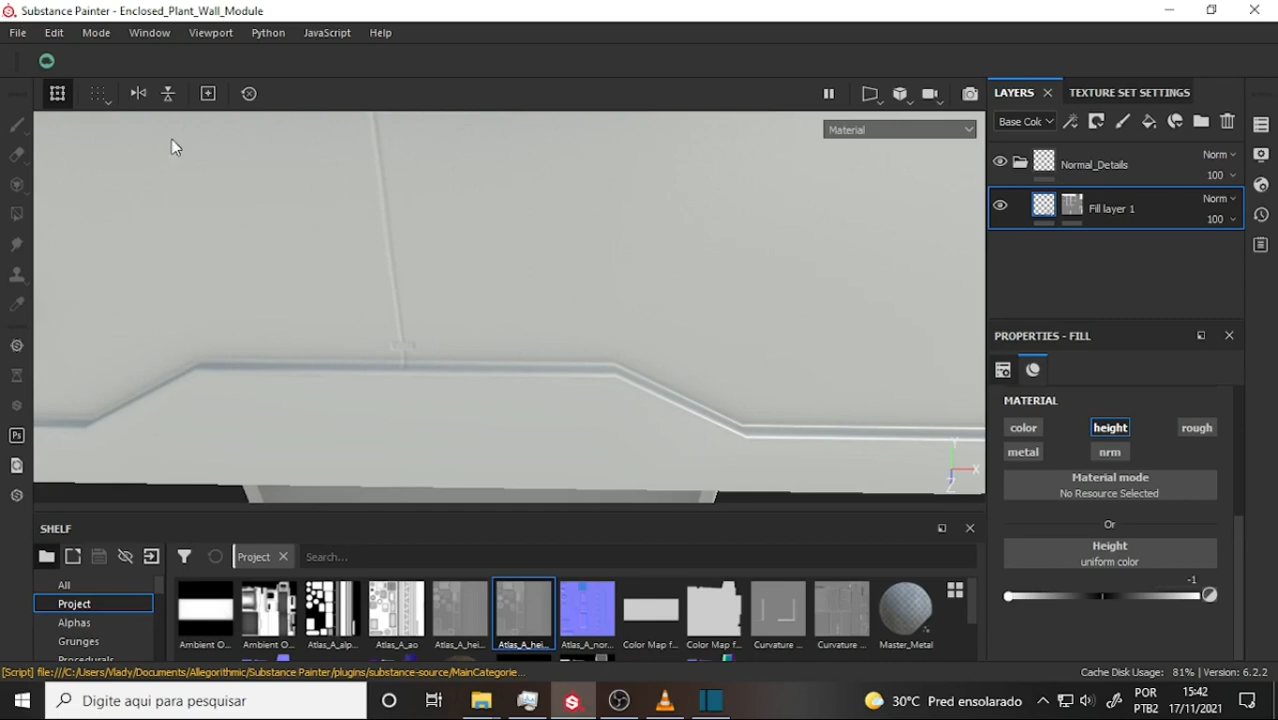 Substance Painter - Enclosed_Plant_Wall_Module
File Edit Mode Window Viewport Python JavaScript Help
Material
LAYERS
TEXTURE SET SETTINGS
Base Col
Normal_Details
Norm
100
Fill layer 1
Norm
100
PROPERTIES - FILL
MATERIAL
color height rough
metal nrm
Material mode
No Resource Selected
Or
Height
uniform color
-1
Y
X
Z
SHELF
Project
Search...
All
Project
Alphas
Grunges
Procedurals
Ambient O... Ambient O... Atlas_A_alp... Atlas_A_ao Atlas_A_hei... Atlas_A_hei... Atlas_A_nor... Color Map f... Color Map f... Curvature ... Curvature ... Master_Metal
[Script] file:///C:/Users/Vlady/Documents/Allegorithmic/Substance Painter/plugins/substance-source/MainCategorie...
Cache Disk Usage: 81% | Version: 6.2.2
Digite aqui para pesquisar
Ps
30°C Pred ensolarado
POR
PTB2
15:42
17/11/2021